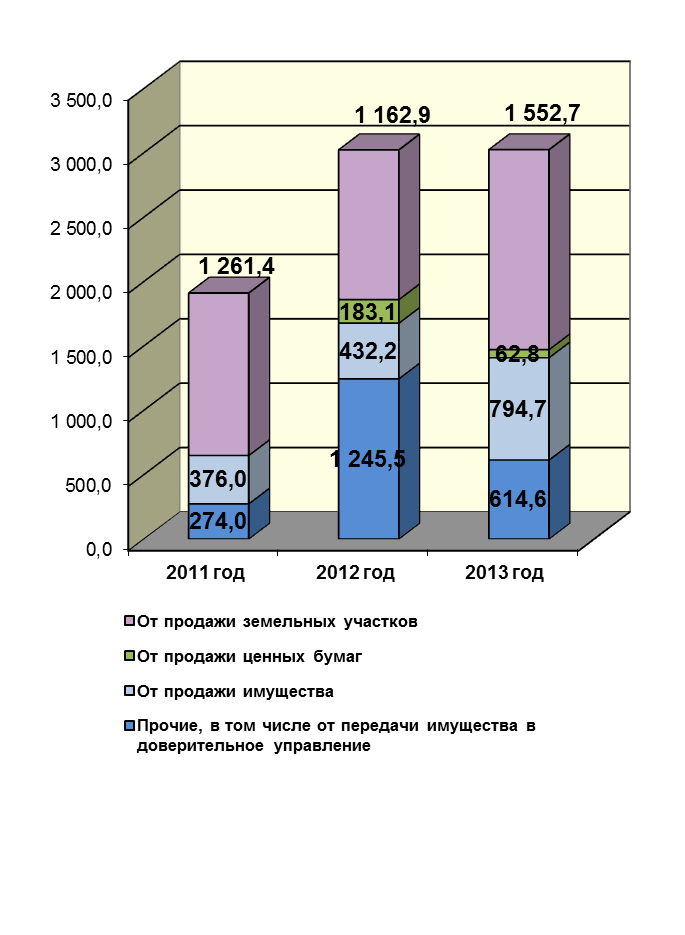 1 162,9
1 552,7
3 500,0
3 000,0
2 500,0
2 000,0
1 500,0
1 000,0
500,0
0,0
1 261,4
183,1
62,8
432,2
794,7
376,0
1 245,5
614,6
274,0
2011 год
2012 год
2013 год
От продажи земельных участков
От продажи ценных бумаг
От продажи имущества
Прочие, в том числе от передачи имущества в
доверительное управление